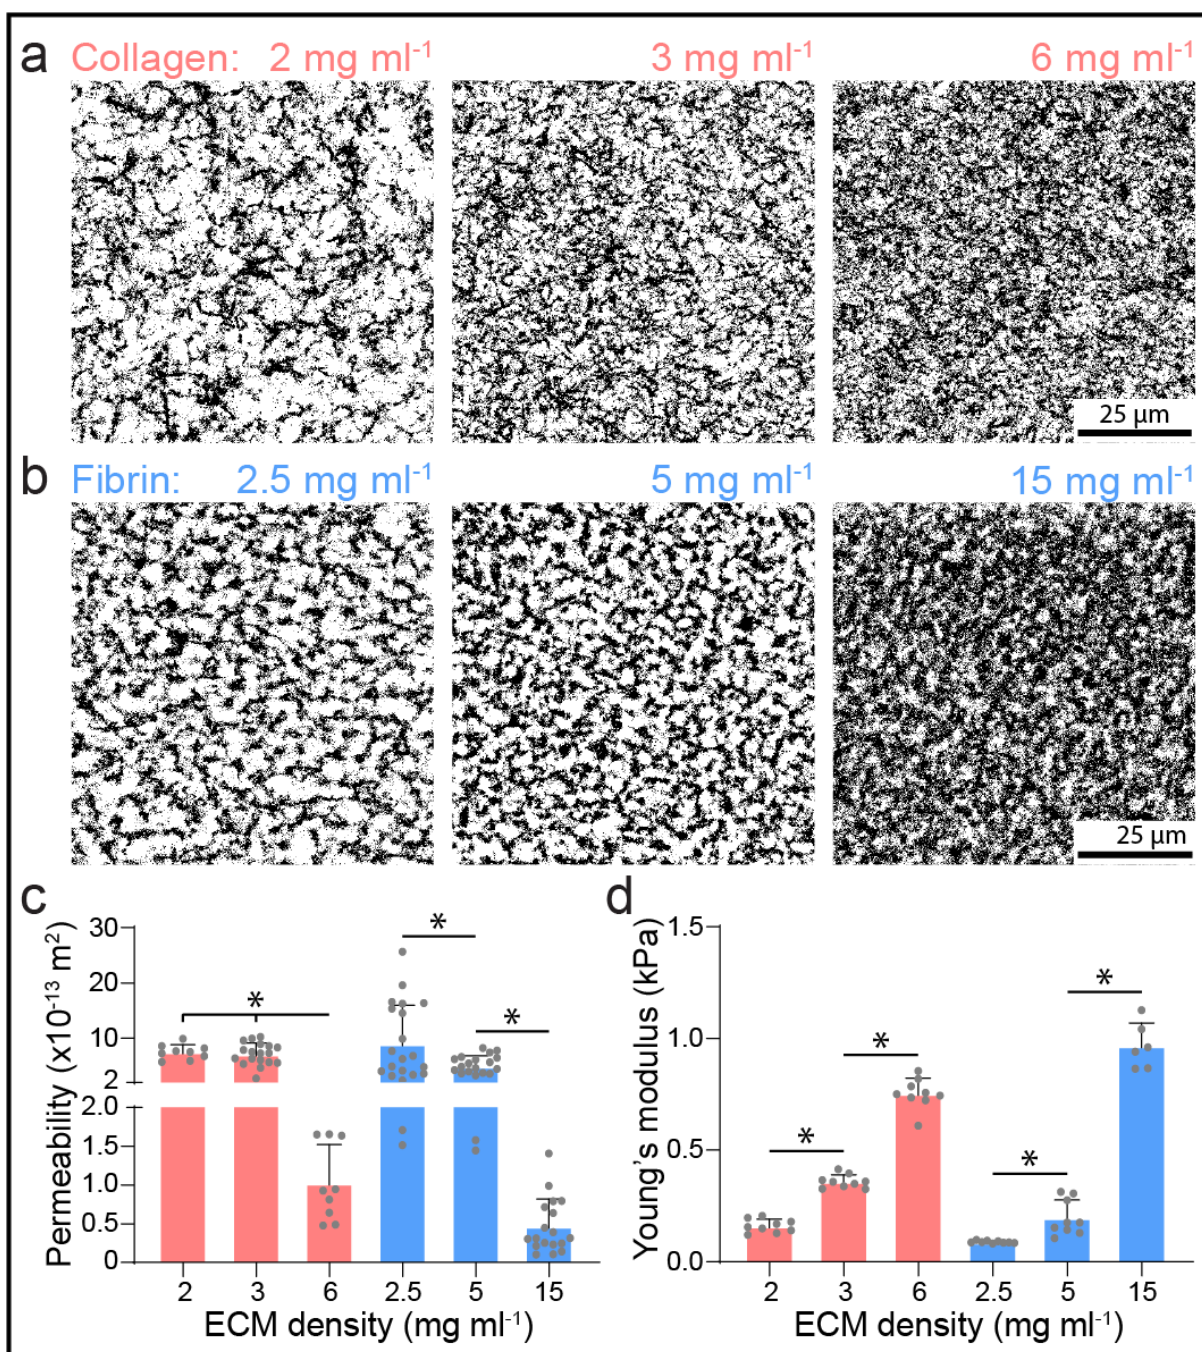 a Collagen: 2 mg ml⁻¹ 3 mg ml⁻¹ 6 mg ml⁻¹
25 µm
b Fibrin: 2.5 mg ml⁻¹ 5 mg ml⁻¹ 15 mg ml⁻¹
25 µm
c
Permeability (x10⁻¹³ m²)
30
20
10
2
2.0
1.5
1.0
0.5
0
* * *
2 3 6 2.5 5 15
ECM density (mg ml⁻¹)
d
Young's modulus (kPa)
1.5
1.0
0.5
0.0
* * * *
2 3 6 2.5 5 15
ECM density (mg ml⁻¹)